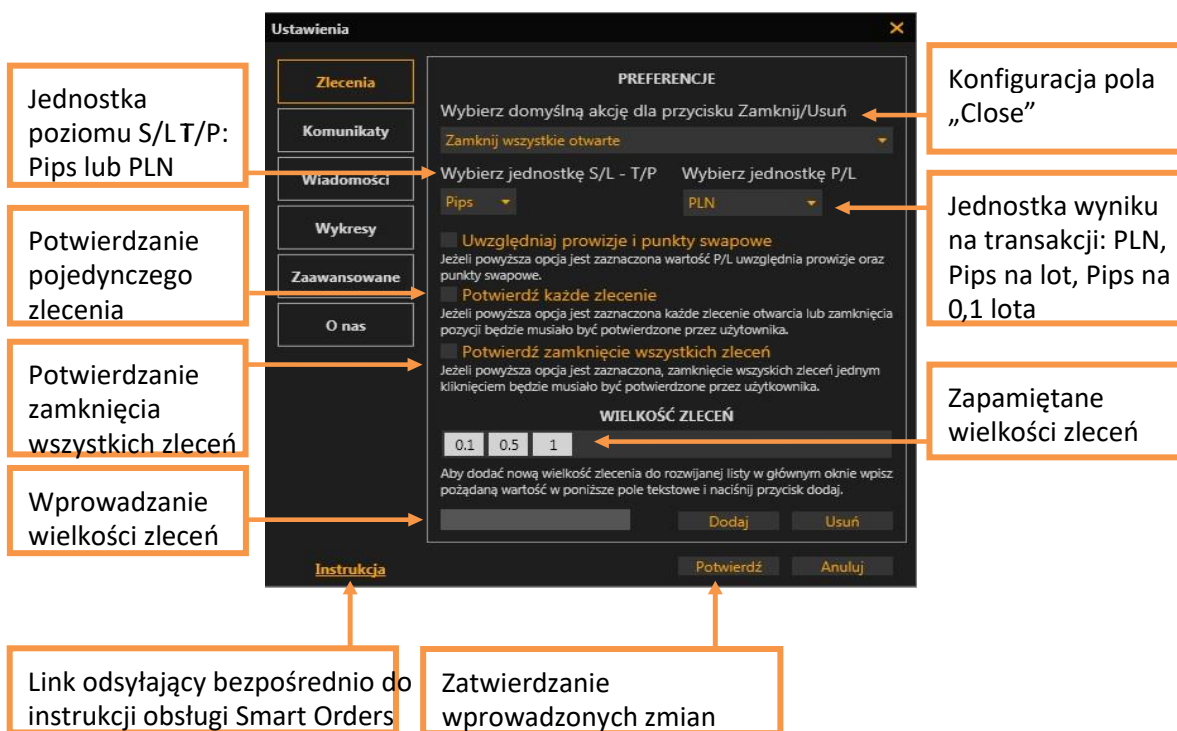 Ustawienia
Zlecenia
Komunikaty
Wiadomości
Wykresy
Zaawansowane
O nas
PREFERENCJE
Wybierz domyślną akcję dla przycisku Zamknij/Usuń
Zamknij wszystkie otwarte
Wybierz jednostkę S/L - T/P
Wybierz jednostkę P/L
Pips
PLN
Uwzględniaj prowizje i punkty swapowe
Jeżeli powyższa opcja jest zaznaczona wartość P/L uwzględnia prowizje oraz
punkty swapowe.
Potwierdź każde zlecenie
Jeżeli powyższa opcja jest zaznaczona każde zlecenie otwarcia lub zamknięcia
pozycji będzie musiało być potwierdzone przez użytownika.
Potwierdź zamknięcie wszystkich zleceń
Jeżeli powyższa opcja jest zaznaczona, zamknięcie wszyskich zleceń jednym
kliknięciem będzie musiało być potwierdzone przez użytkownika.
WIELKOŚĆ ZLECEŃ
0.1 0.5 1
Aby dodać nową wielkość zlecenia do rozwijanej listy w głównym oknie wpisz
pożądaną wartość w poniższe pole tekstowe i naciśnij przycisk dodaj.
Dodaj
Usuń
Instrukcja
Potwierdź
Anuluj
Jednostka
poziomu S/L T/P:
Pips lub PLN
Potwierdzanie
pojedynczego
zlecenia
Potwierdzanie
zamknięcia
wszystkich zleceń
Wprowadzanie
wielkości zleceń
Konfiguracja pola
„Close”
Jednostka wyniku
na transakcji: PLN,
Pips na lot, Pips na
0,1 lota
Zapamiętane
wielkości zleceń
Link odsyłający bezpośrednio do
instrukcji obsługi Smart Orders
Zatwierdzanie
wprowadzonych zmian